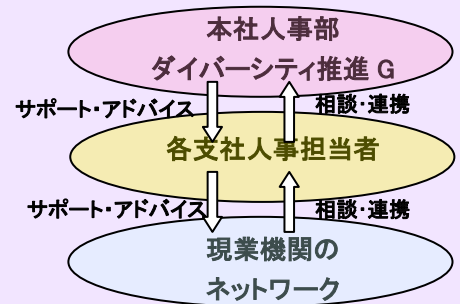 本社人事部
ダイバーシティ推進 G
サポート・アドバイス
相談・連携
各支社人事担当者
サポート・アドバイス
相談・連携
現業機関の
ネットワーク